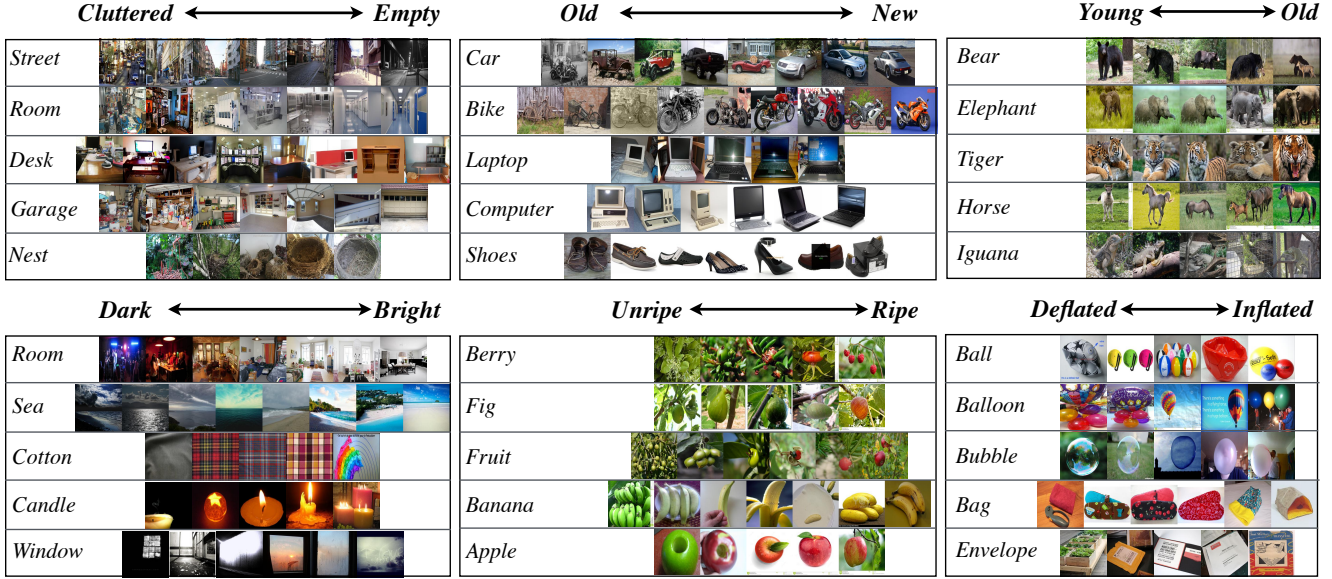 Cluttered Empty
Street
Room
Desk
Garage
Nest
Old New
Car
Bike
Laptop
Computer
Shoes
Young Old
Bear
Elephant
Tiger
Horse
Iguana
Dark Bright
Room
Sea
Cotton
Candle
Window
Unripe Ripe
Berry
Fig
Fruit
Banana
Apple
Deflated Inflated
Ball
Balloon
Bubble
Bag
Envelope